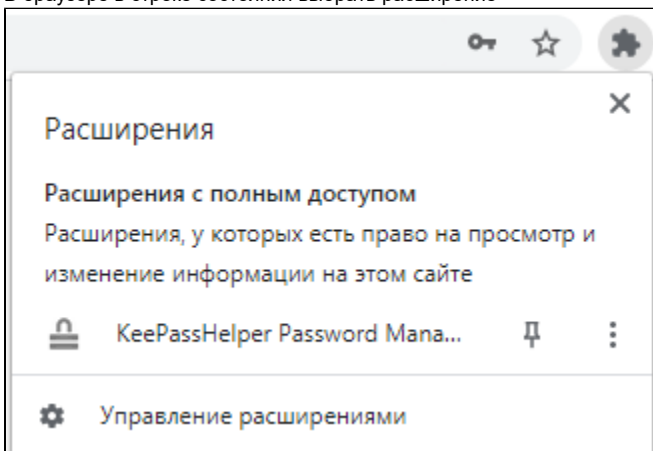 В браузере в строке состояния выбрать расширение
Расширения
Расширения с полным доступом
Расширения, у которых есть право на просмотр и
изменение информации на этом сайте
KeePassHelper Password Mana...
Управление расширениями